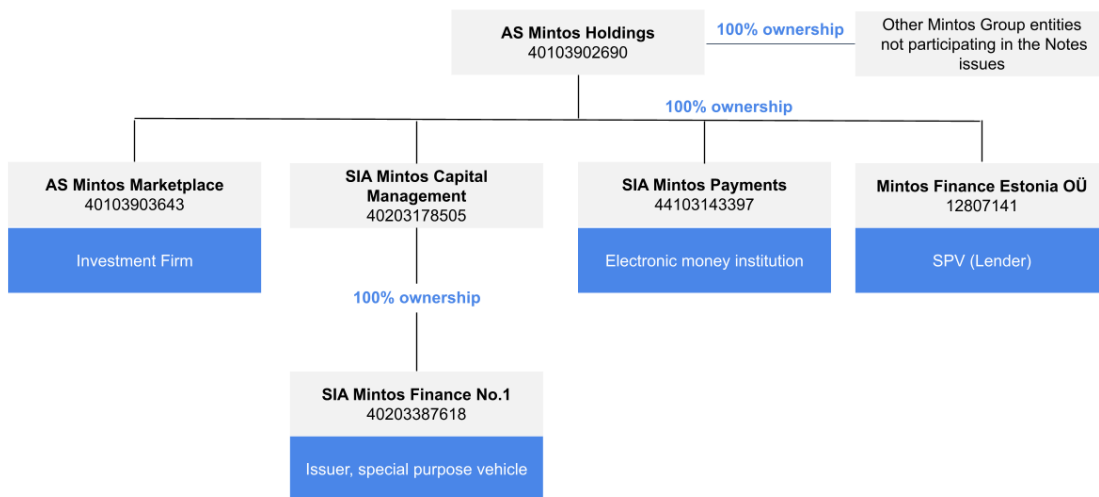 AS Mintos Holdings
40103902690
100% ownership
Other Mintos Group entities
not participating in the Notes
issues
100% ownership
AS Mintos Marketplace
40103903643
Investment Firm
SIA Mintos Capital
Management
40203178505
SIA Mintos Payments
44103143397
Electronic money institution
Mintos Finance Estonia OÜ
12807141
SPV (Lender)
100% ownership
SIA Mintos Finance No.1
40203387618
Issuer, special purpose vehicle